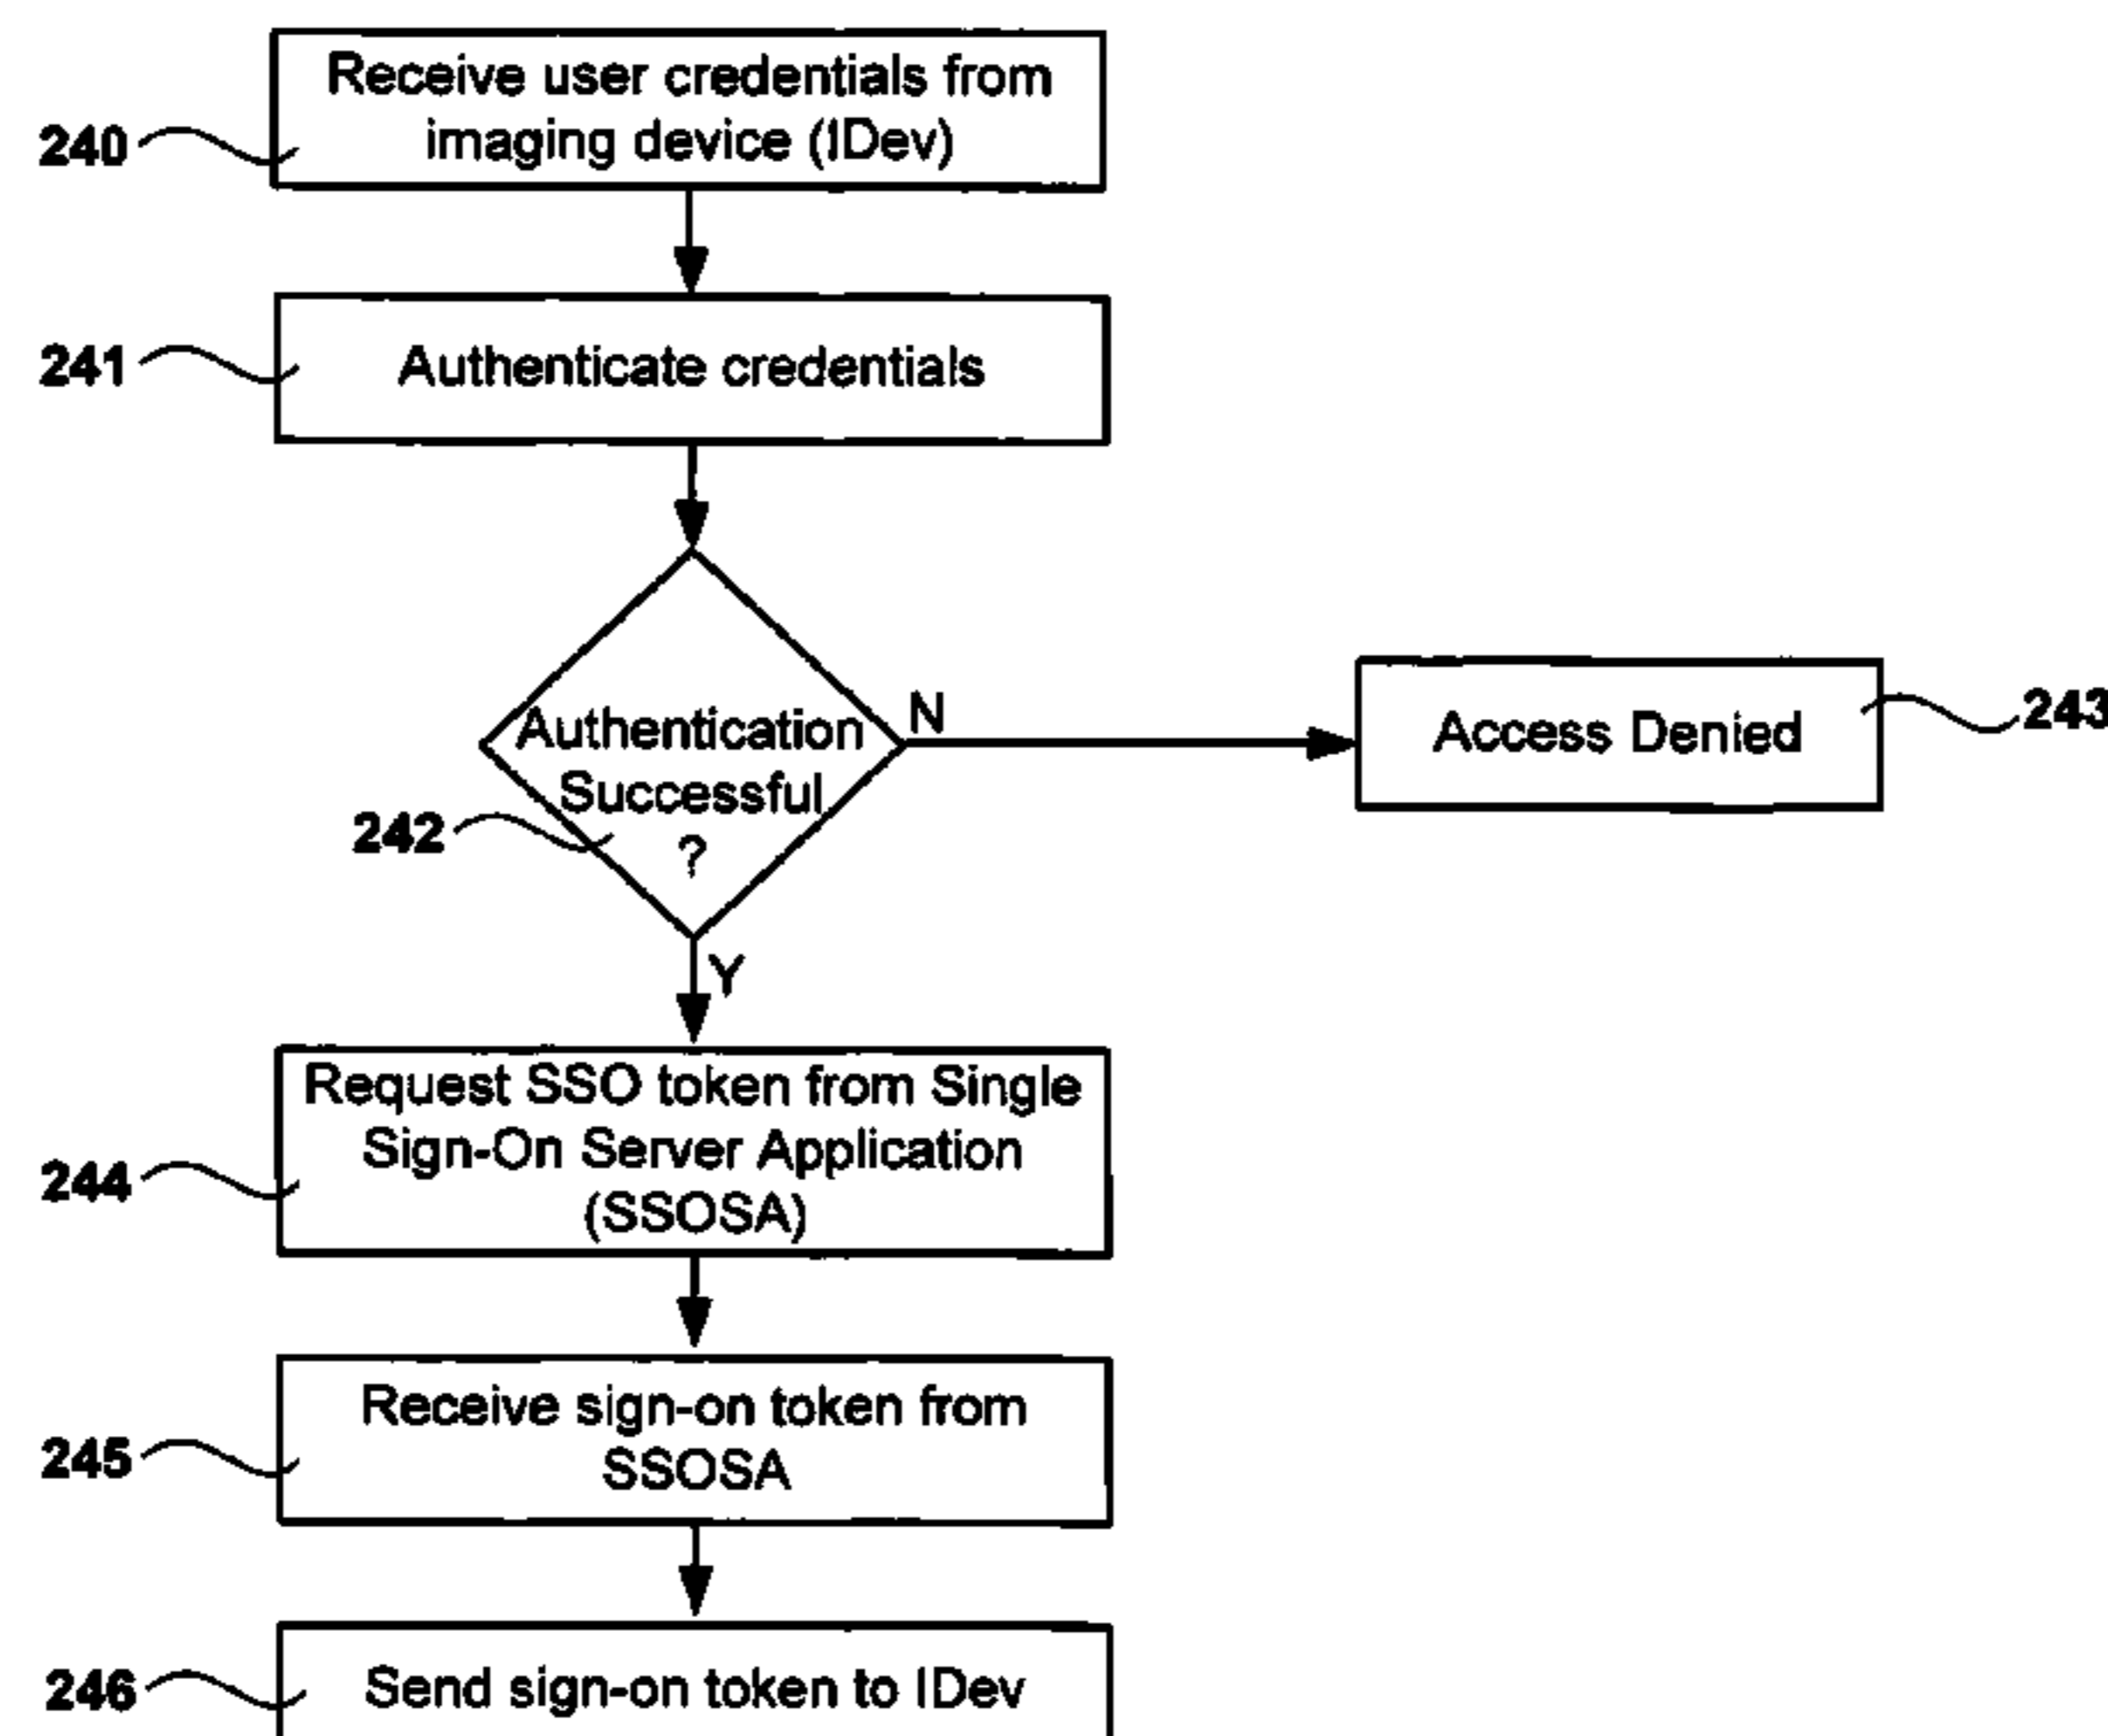 Receive user credentials from
imaging device (IDev)
240
Authenticate credentials
241
Authentication
Successful
?
242
N
Access Denied
243
Y
Request SSO token from Single
Sign-On Server Application
(SSOSA)
244
Receive sign-on token from
SSOSA
245
Send sign-on token to IDev
246